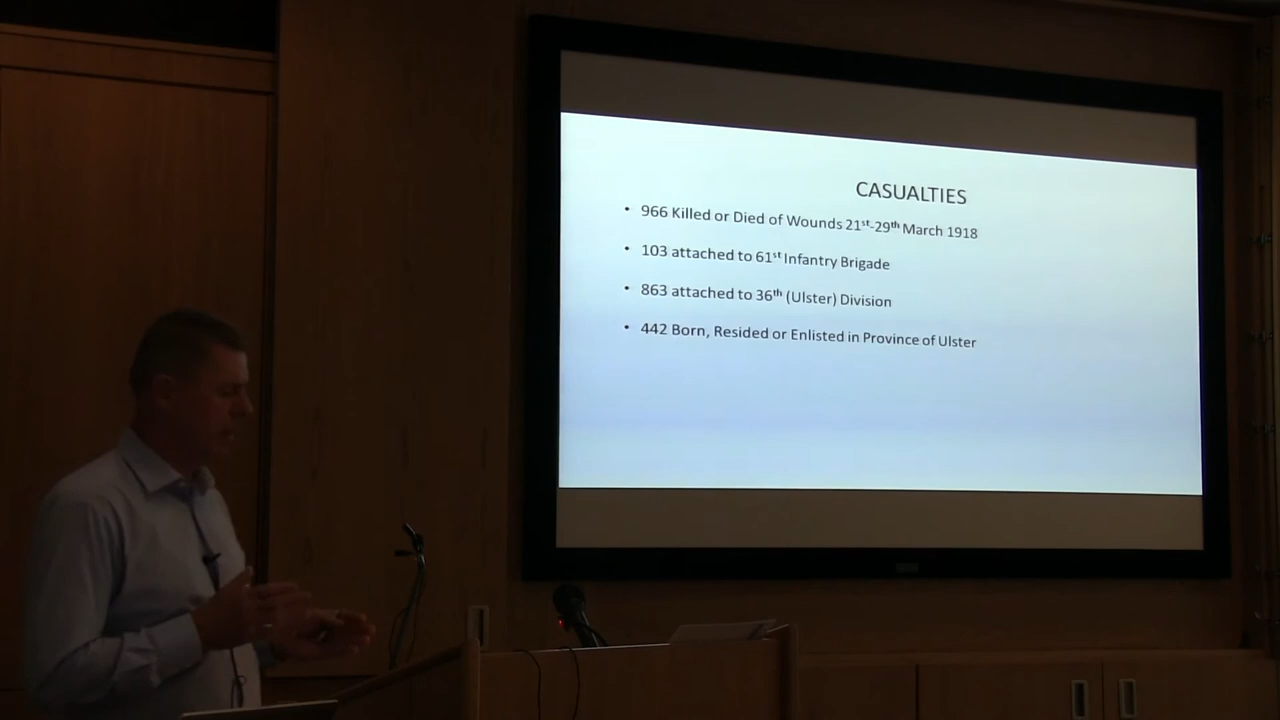 CASUALTIES
• 966 Killed or Died of Wounds 21st-29th March 1918
• 103 attached to 61st Infantry Brigade
• 863 attached to 36th (Ulster) Division
• 442 Born, Resided or Enlisted in Province of Ulster